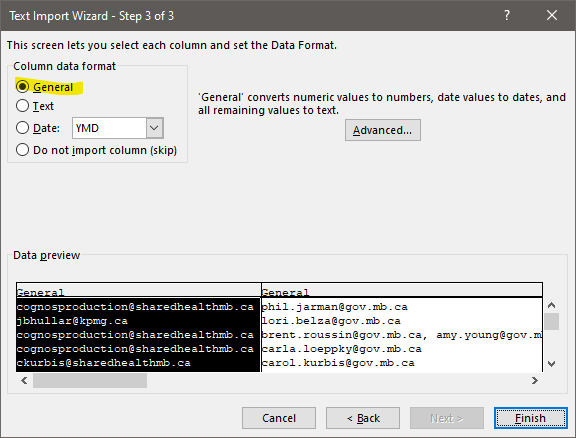 Text Import Wizard - Step 3 of 3
?
This screen lets you select each column and set the Data Format.
Column data format
General
Text
Date: YMD
Do not import column (skip)
'General' converts numeric values to numbers, date values to dates, and
all remaining values to text.
Advanced...
Data preview
General General
cognosproduction@sharedhealthmb.ca phil.jarman@gov.mb.ca
jbhullar@kpmg.ca lori.belza@gov.mb.ca
cognosproduction@sharedhealthmb.ca brent.roussin@gov.mb.ca, amy.young@gov.m
cognosproduction@sharedhealthmb.ca carla.loeppky@gov.mb.ca
ckurbis@sharedhealthmb.ca carol.kurbis@gov.mb.ca
Cancel < Back Next > Finish